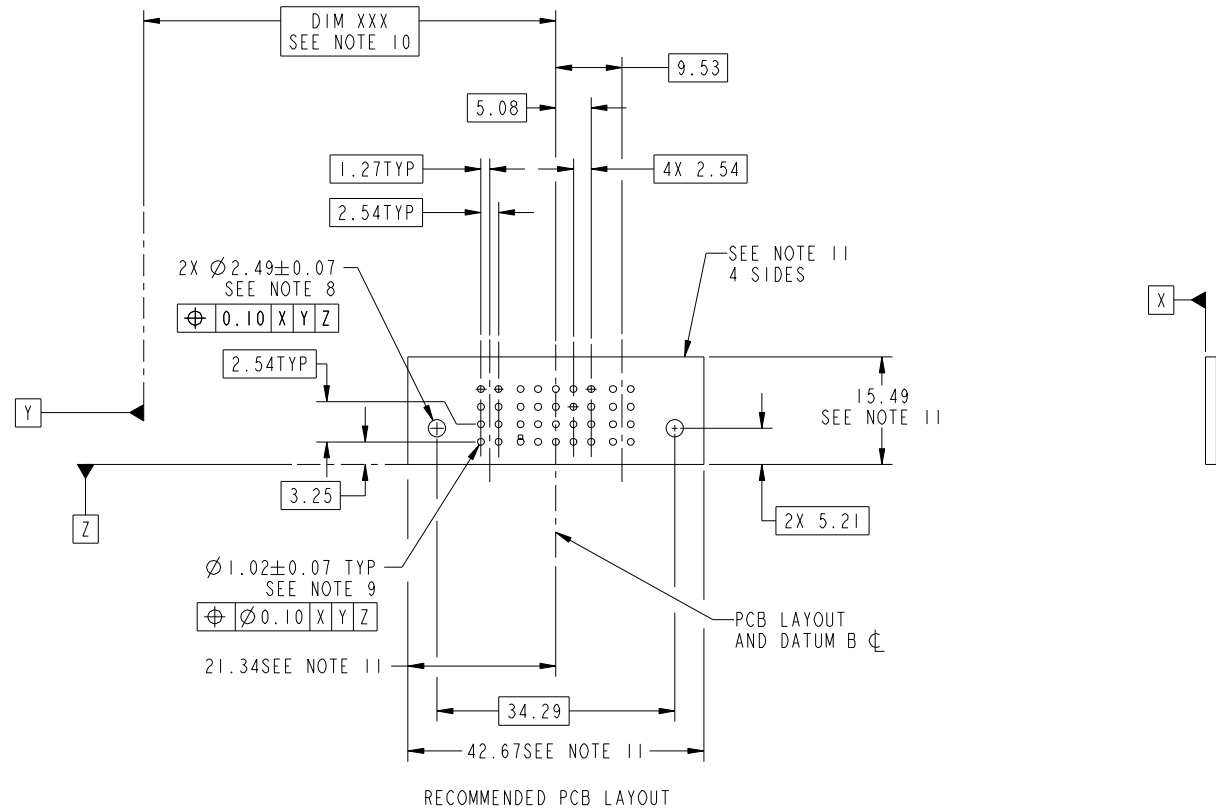 DIM XXX
SEE NOTE 10
9.53
5.08
1.27TYP
4X 2.54
2.54TYP
2X Ø2.49±0.07
SEE NOTE 8
⌖ 0.10 X Y Z
SEE NOTE 11
4 SIDES
X
2.54TYP
15.49
SEE NOTE 11
Y
3.25
Z
2X 5.21
Ø1.02±0.07 TYP
SEE NOTE 9
⌖ Ø0.10 X Y Z
PCB LAYOUT
AND DATUM B ℄
21.34SEE NOTE 11
34.29
42.67SEE NOTE 11
RECOMMENDED PCB LAYOUT